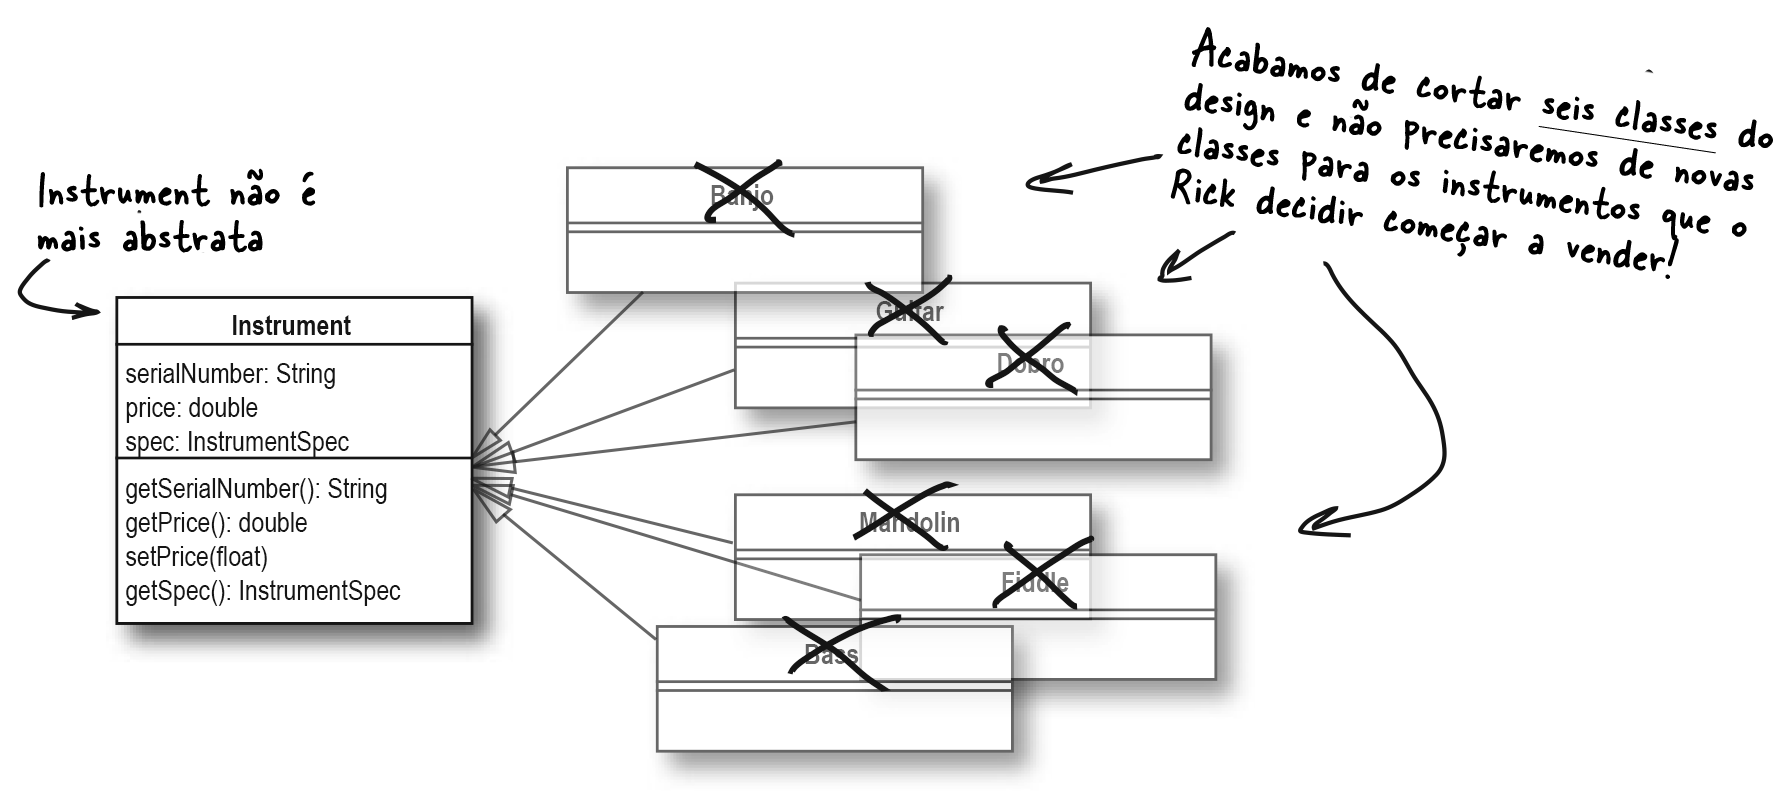 Instrument não é
mais abstrata
Acabamos de cortar seis classes do
design e não precisaremos de novas
classes para os instrumentos que o
Rick decidir começar a vender!
Banjo
Guitar
Dobro
Instrument
serialNumber: String
price: double
spec: InstrumentSpec
getSerialNumber(): String
getPrice(): double
setPrice(float)
getSpec(): InstrumentSpec
Mandolin
Fiddle
Bass